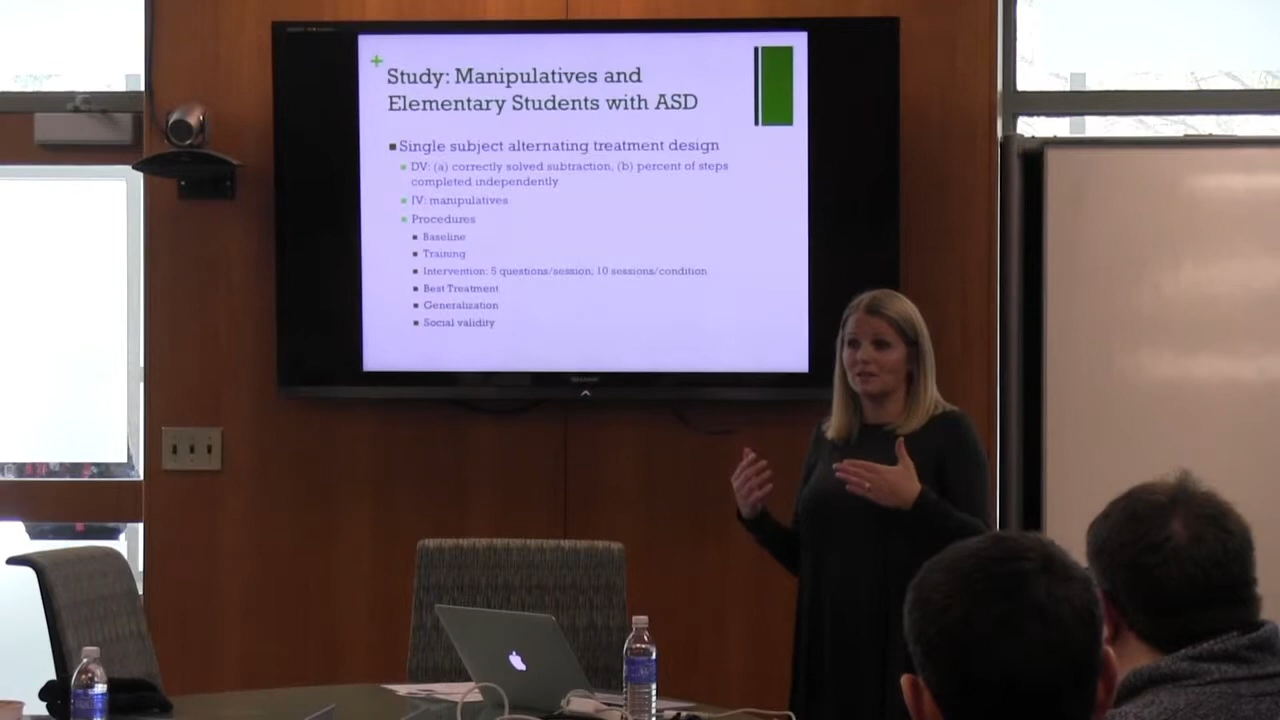 +
Study: Manipulatives and
Elementary Students with ASD
Single subject alternating treatment design
DV: (a) correctly solved subtraction, (b) percent of steps
completed independently
IV: manipulatives
Procedures
Baseline
Training
Intervention: 5 questions/session; 10 sessions/condition
Best Treatment
Generalization
Social validity
SHARP